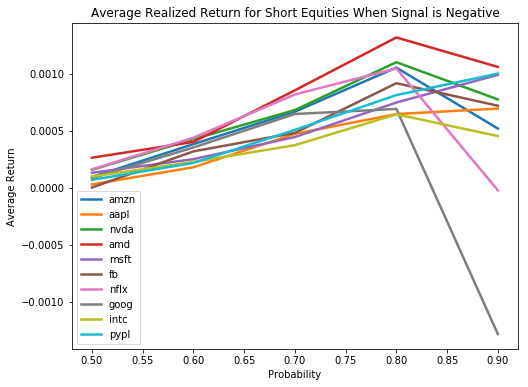 Average Realized Return for Short Equities When Signal is Negative
Average Return
0.0010
0.0005
0.0000
−0.0005
−0.0010
amzn
aapl
nvda
amd
msft
fb
nflx
goog
intc
pypl
0.50 0.55 0.60 0.65 0.70 0.75 0.80 0.85 0.90
Probability